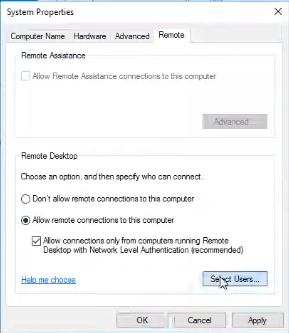 System Properties
Computer Name Hardware Advanced Remote
Remote Assistance
Allow Remote Assistance connections to this computer
Advanced...
Remote Desktop
Choose an option, and then specify who can connect.
Don't allow remote connections to this computer
Allow remote connections to this computer
Allow connections only from computers running Remote
Desktop with Network Level Authentication (recommended)
Help me choose
Select Users...
OK Cancel Apply